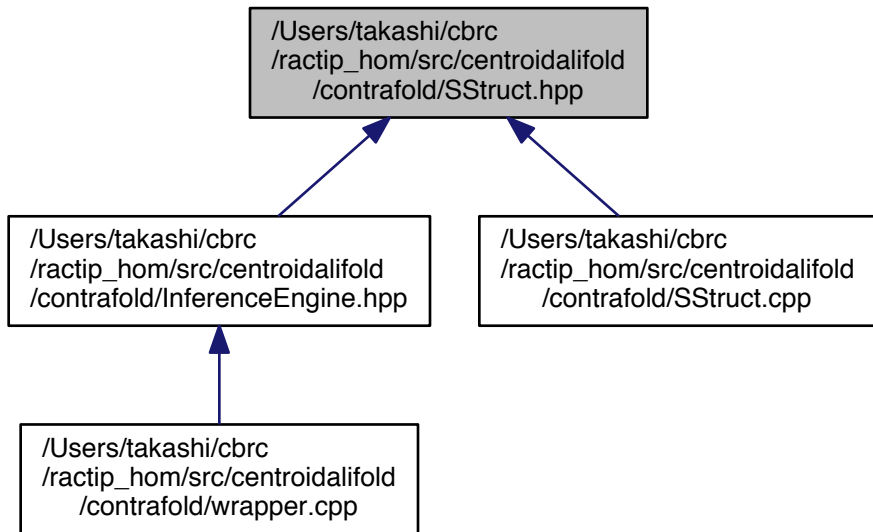 /Users/takashi/cbrc
/ractip_hom/src/centroidalifold
/contrafold/SStruct.hpp
/Users/takashi/cbrc
/ractip_hom/src/centroidalifold
/contrafold/InferenceEngine.hpp
/Users/takashi/cbrc
/ractip_hom/src/centroidalifold
/contrafold/SStruct.cpp
/Users/takashi/cbrc
/ractip_hom/src/centroidalifold
/contrafold/wrapper.cpp